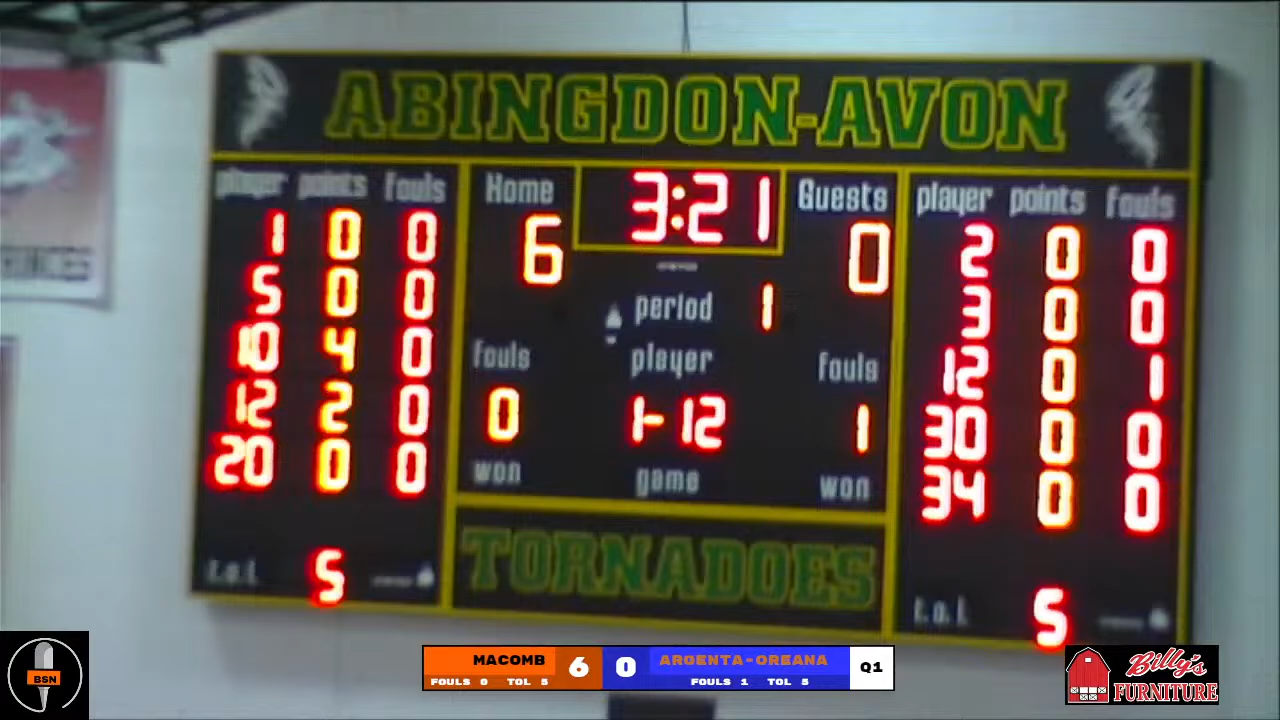 ABINGDON-AVON
player points fouls
1 0 0
5 0 0
10 4 0
12 2 0
20 0 0
t.o.l. 5
Home 3:21 Guests
6 0
period 1
fouls player fouls
0 1-12 1
won game won
TORNADOES
player points fouls
2 0 0
3 0 0
12 0 1
30 0 0
34 0 0
t.o.l. 5
BSN
MACOMB 6 0 ARGENTA-OREANA Q1
FOULS 0 TOL 5 FOULS 1 TOL 5
Billy's
FURNITURE